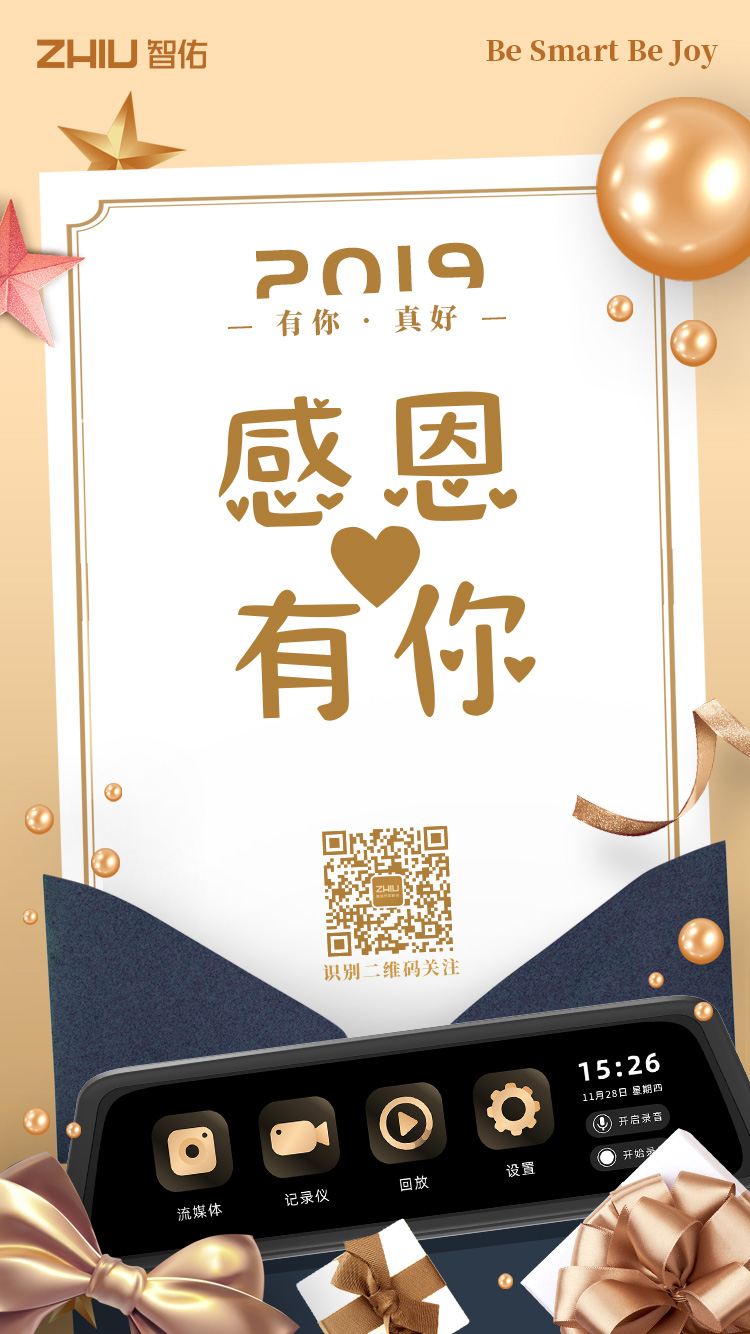 ZHIU 智佑
Be Smart Be Joy
2019
有你 · 真好
感恩
有你
ZHIU
识别二维码关注
15:26
11月28日 星期四
开启录音
开始录
流媒体
记录仪
回放
设置